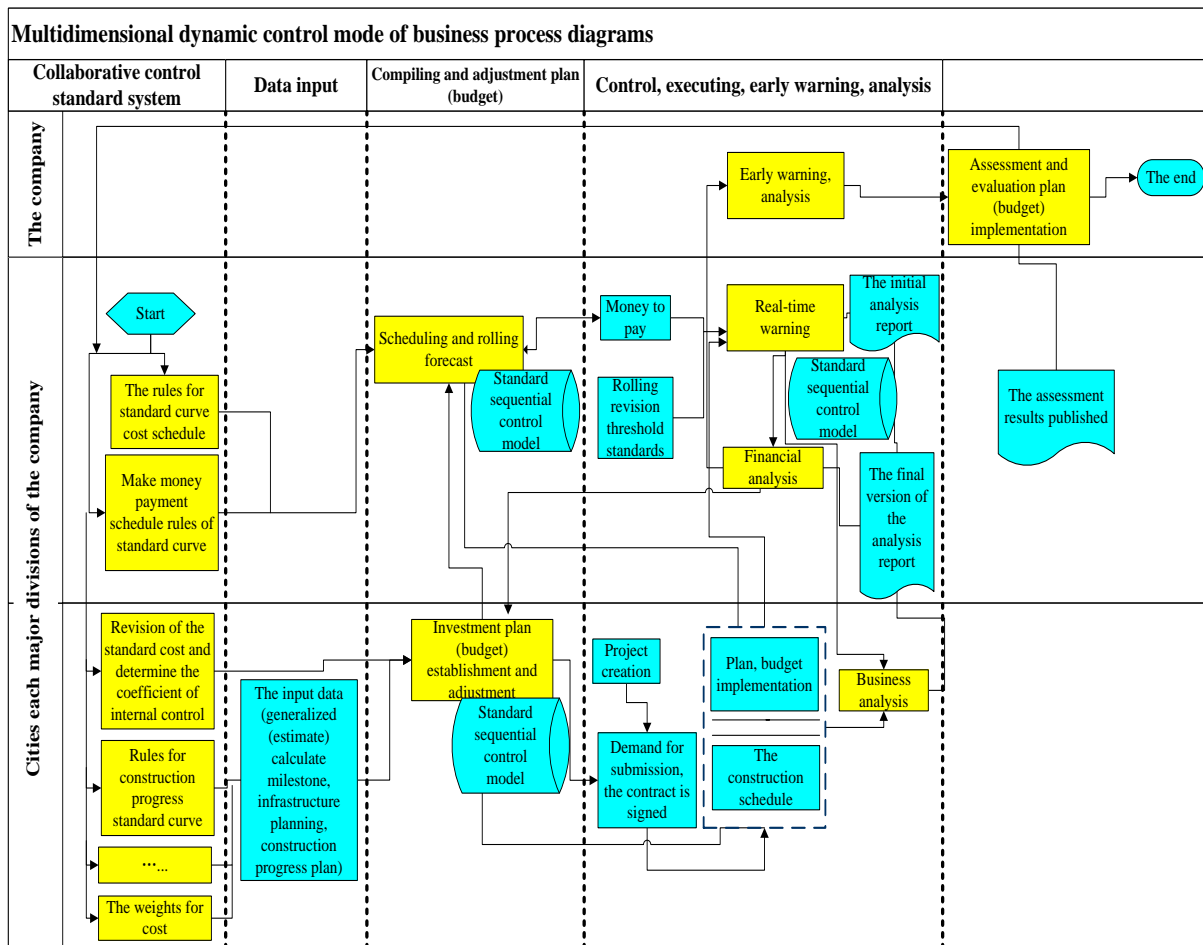 Multidimensional dynamic control mode of business process diagrams
Collaborative control
standard system
Data input
Compiling and adjustment plan
(budget)
Control, executing, early warning, analysis
The company
Early warning,
analysis
Assessment and
evaluation plan
(budget)
implementation
The end
Cities each major divisions of the company
Start
The rules for
standard curve
cost schedule
Make money
payment
schedule rules of
standard curve
Scheduling and rolling
forecast
Standard
sequential
control
model
Money to
pay
Rolling
revision
threshold
standards
Real-time
warning
The initial
analysis
report
Standard
sequential
control
model
Financial
analysis
The final
version of
the
analysis
report
The assessment
results published
Revision of the
standard cost and
determine the
coefficient of
internal control
Rules for
construction
progress
standard curve
…...
The weights for
cost
The input data
(generalized
(estimate)
calculate
milestone,
infrastructure
planning,
construction
progress plan)
Investment plan
(budget)
establishment and
adjustment
Standard
sequential
control
model
Project
creation
Demand for
submission,
the contract is
signed
Plan, budget
implementation
The
construction
schedule
Business
analysis